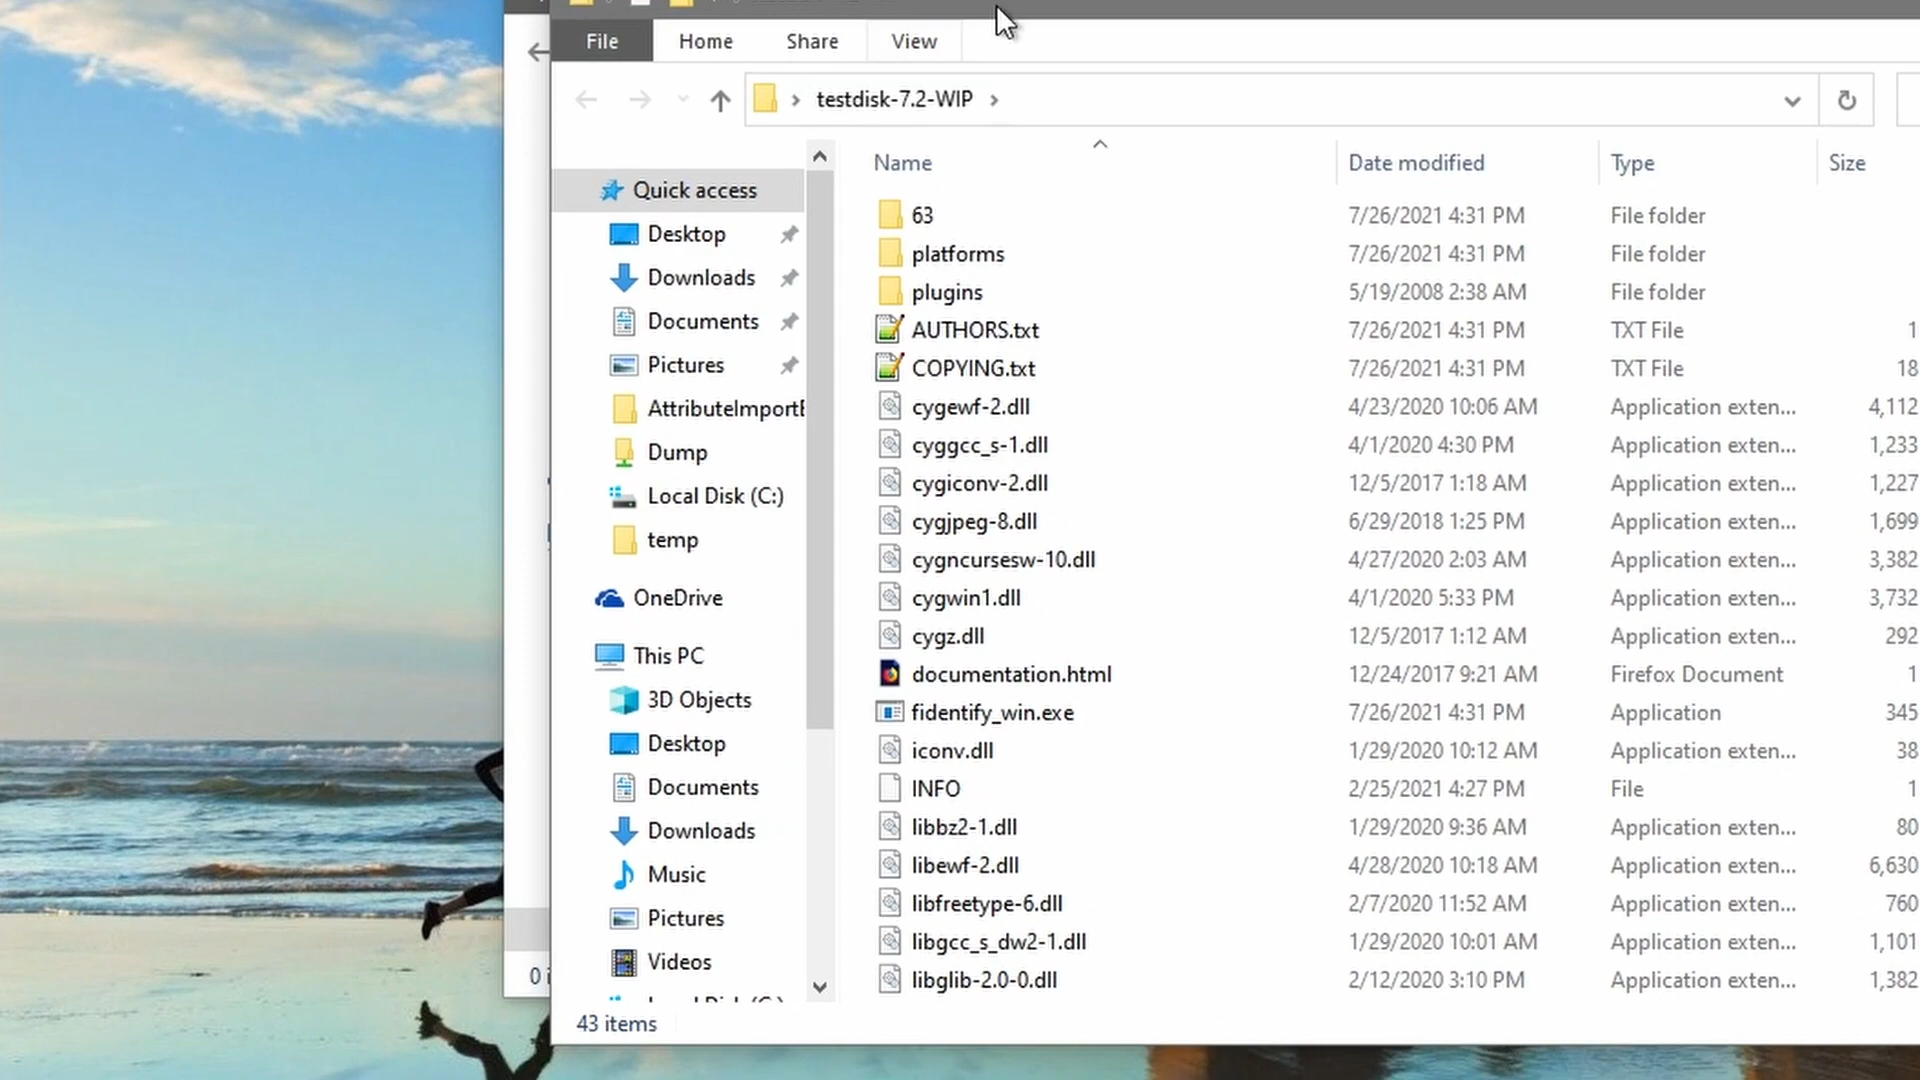 File Home Share View
testdisk-7.2-WIP
Name Date modified Type Size
Quick access
Desktop
Downloads
Documents
Pictures
AttributeImportE
Dump
Local Disk (C:)
temp
OneDrive
This PC
3D Objects
Desktop
Documents
Downloads
Music
Pictures
Videos
63 7/26/2021 4:31 PM File folder
platforms 7/26/2021 4:31 PM File folder
plugins 5/19/2008 2:38 AM File folder
AUTHORS.txt 7/26/2021 4:31 PM TXT File 1
COPYING.txt 7/26/2021 4:31 PM TXT File 18
cygewf-2.dll 4/23/2020 10:06 AM Application exten... 4,112
cyggcc_s-1.dll 4/1/2020 4:30 PM Application exten... 1,233
cygiconv-2.dll 12/5/2017 1:18 AM Application exten... 1,227
cygjpeg-8.dll 6/29/2018 1:25 PM Application exten... 1,699
cygncursesw-10.dll 4/27/2020 2:03 AM Application exten... 3,382
cygwin1.dll 4/1/2020 5:33 PM Application exten... 3,732
cygz.dll 12/5/2017 1:12 AM Application exten... 292
documentation.html 12/24/2017 9:21 AM Firefox Document 1
fidentify_win.exe 7/26/2021 4:31 PM Application 345
iconv.dll 1/29/2020 10:12 AM Application exten... 38
INFO 2/25/2021 4:27 PM File 1
libbz2-1.dll 1/29/2020 9:36 AM Application exten... 80
libewf-2.dll 4/28/2020 10:18 AM Application exten... 6,630
libfreetype-6.dll 2/7/2020 11:52 AM Application exten... 760
libgcc_s_dw2-1.dll 1/29/2020 10:01 AM Application exten... 1,101
libglib-2.0-0.dll 2/12/2020 3:10 PM Application exten... 1,382
43 items
0 i